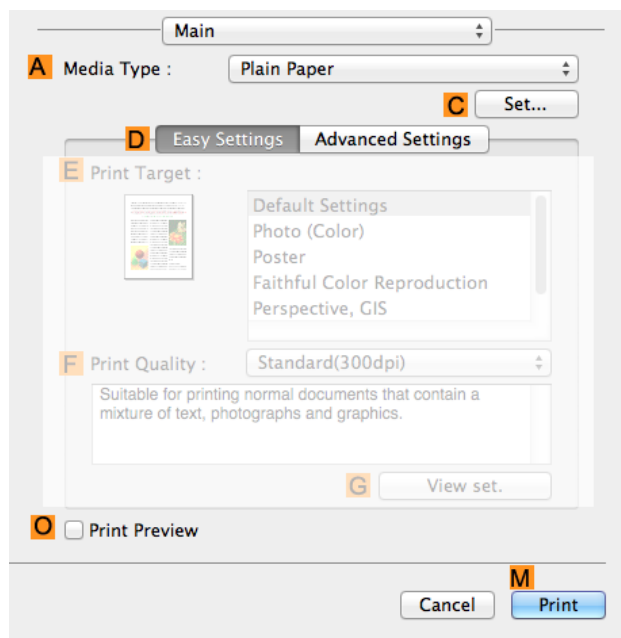 Main
A Media Type : Plain Paper
C Set...
D Easy Settings Advanced Settings
E Print Target :
Default Settings
Photo (Color)
Poster
Faithful Color Reproduction
Perspective, GIS
F Print Quality : Standard(300dpi)
Suitable for printing normal documents that contain a
mixture of text, photographs and graphics.
G View set.
O Print Preview
M
Cancel Print